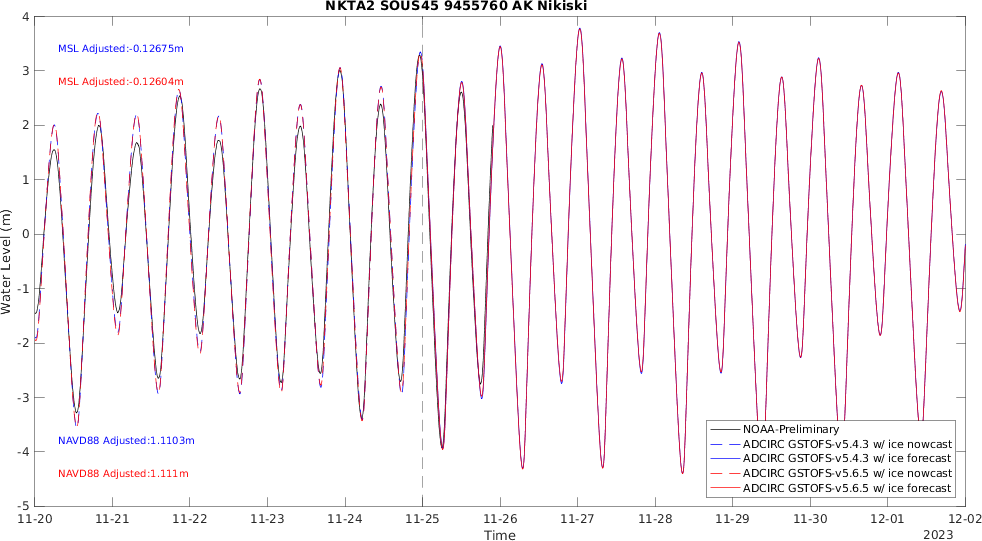 NKTA2 SOUS45 9455760 AK Nikiski
4
3
2
1
0
-1
-2
-3
-4
-5
Water Level (m)
MSL Adjusted:-0.12675m
MSL Adjusted:-0.12604m
NAVD88 Adjusted:1.1103m
NAVD88 Adjusted:1.111m
NOAA-Preliminary
ADCIRC GSTOFS-v5.4.3 w/ ice nowcast
ADCIRC GSTOFS-v5.4.3 w/ ice forecast
ADCIRC GSTOFS-v5.6.5 w/ ice nowcast
ADCIRC GSTOFS-v5.6.5 w/ ice forecast
11-20 11-21 11-22 11-23 11-24 11-25 11-26 11-27 11-28 11-29 11-30 12-01 12-02
Time
2023